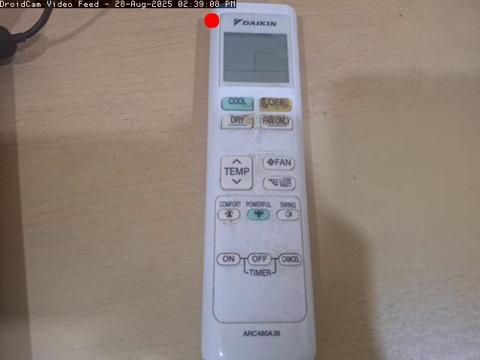 DroidCam Video Feed - 28-Aug-2025 02:39:08 PM
DAIKIN
COOL OFF
DRY FAN ONLY
TEMP FAN
LOW WATT
COMFORT POWERFUL SWING
ON OFF CANCEL
TIMER
ARC480A35